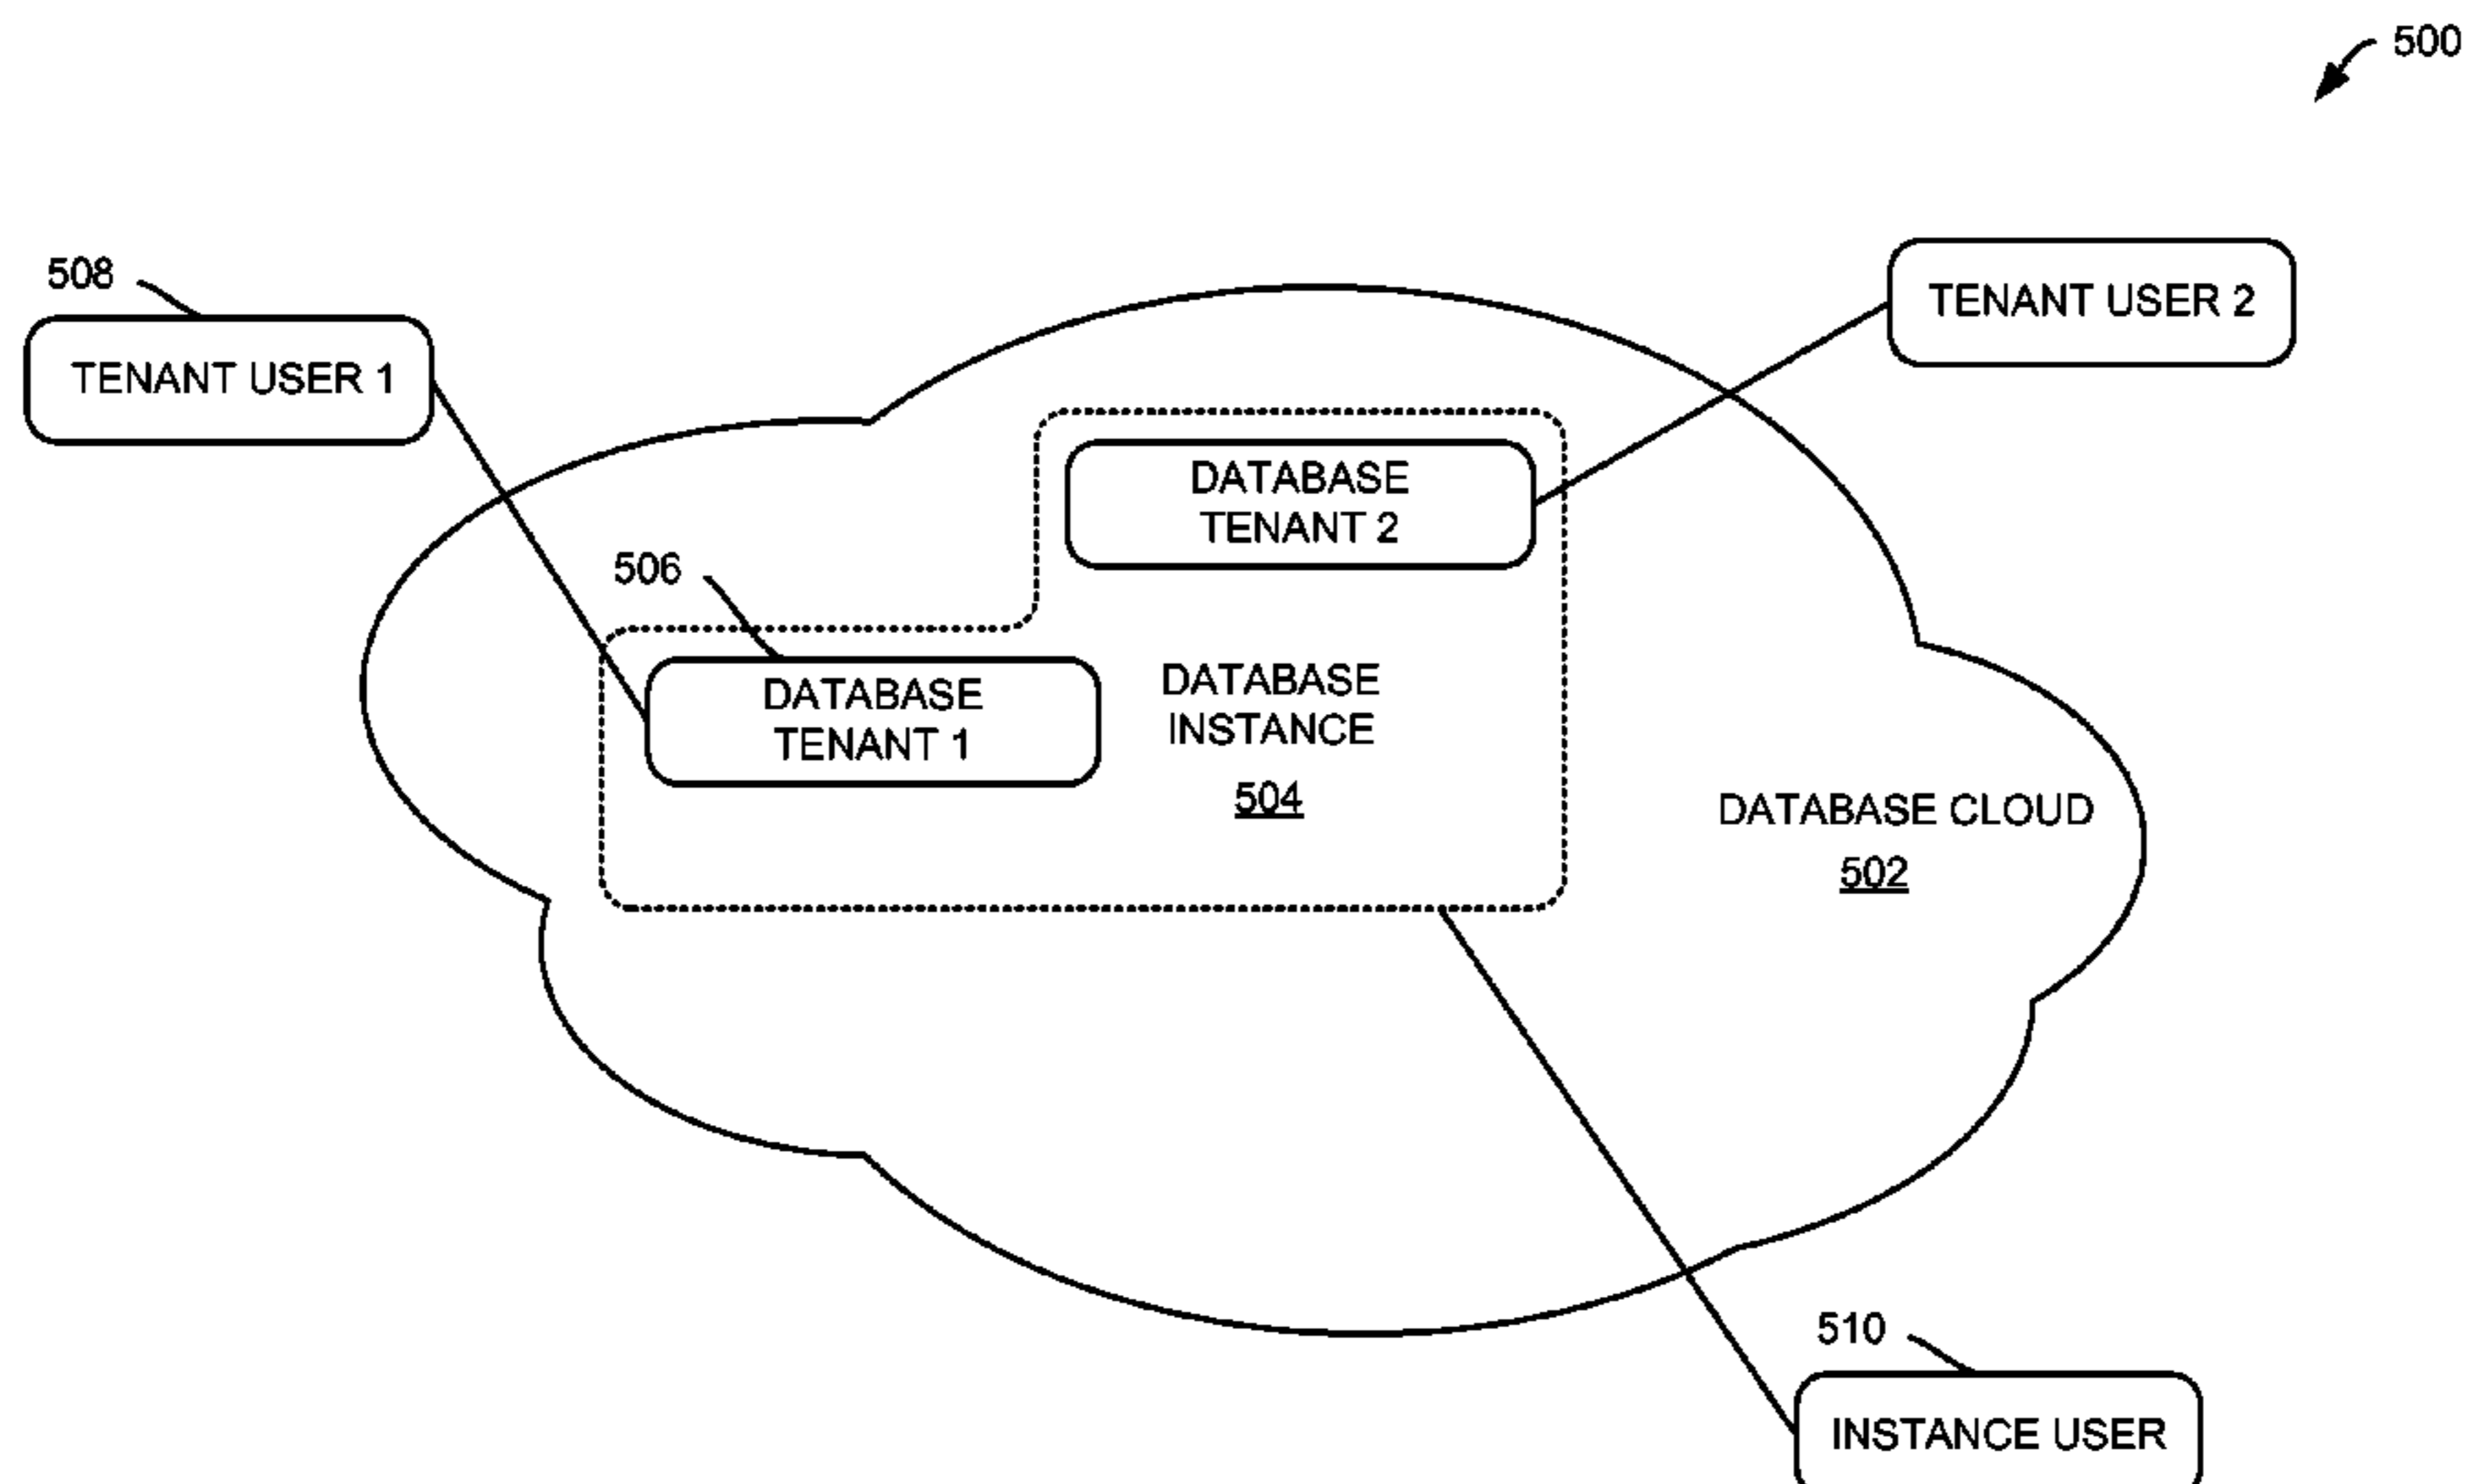 500
508
TENANT USER 1
TENANT USER 2
DATABASE
TENANT 2
506
DATABASE
TENANT 1
DATABASE
INSTANCE
504
DATABASE CLOUD
502
510
INSTANCE USER